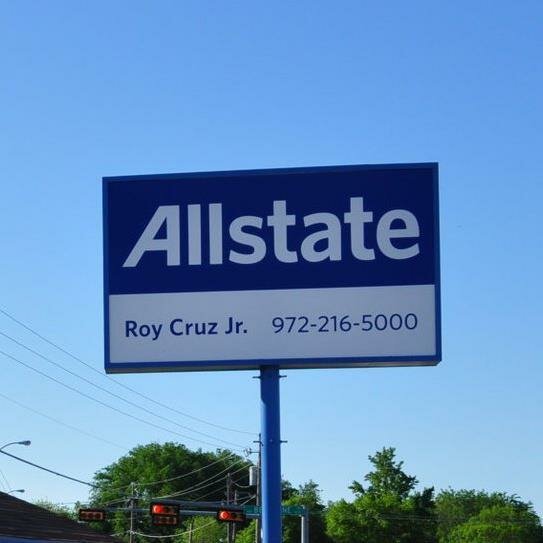 Allstate
Roy Cruz Jr. 972-216-5000